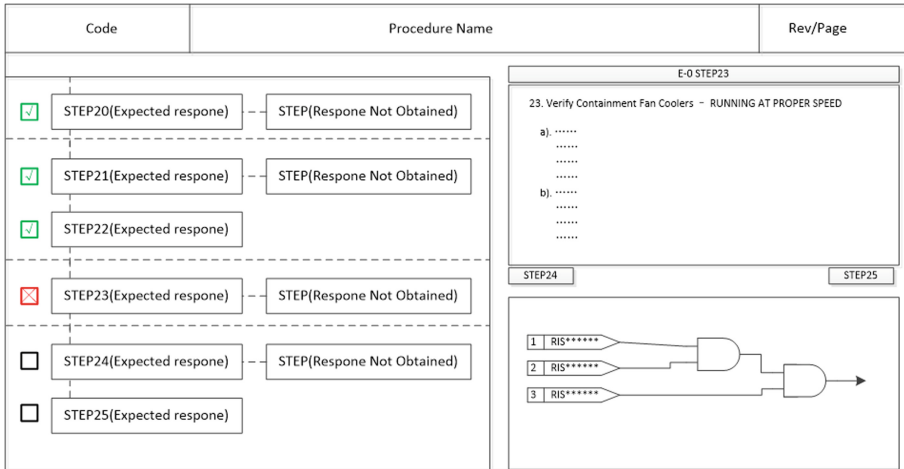 Code Procedure Name Rev/Page
STEP20(Expected respone) STEP(Respone Not Obtained)
STEP21(Expected respone) STEP(Respone Not Obtained)
STEP22(Expected respone)
STEP23(Expected respone) STEP(Respone Not Obtained)
STEP24(Expected respone) STEP(Respone Not Obtained)
STEP25(Expected respone)
E-0 STEP23
23. Verify Containment Fan Coolers – RUNNING AT PROPER SPEED
a). ······
······
······
······
b). ······
······
······
······
STEP24 STEP25
1 RIS******
2 RIS******
3 RIS******